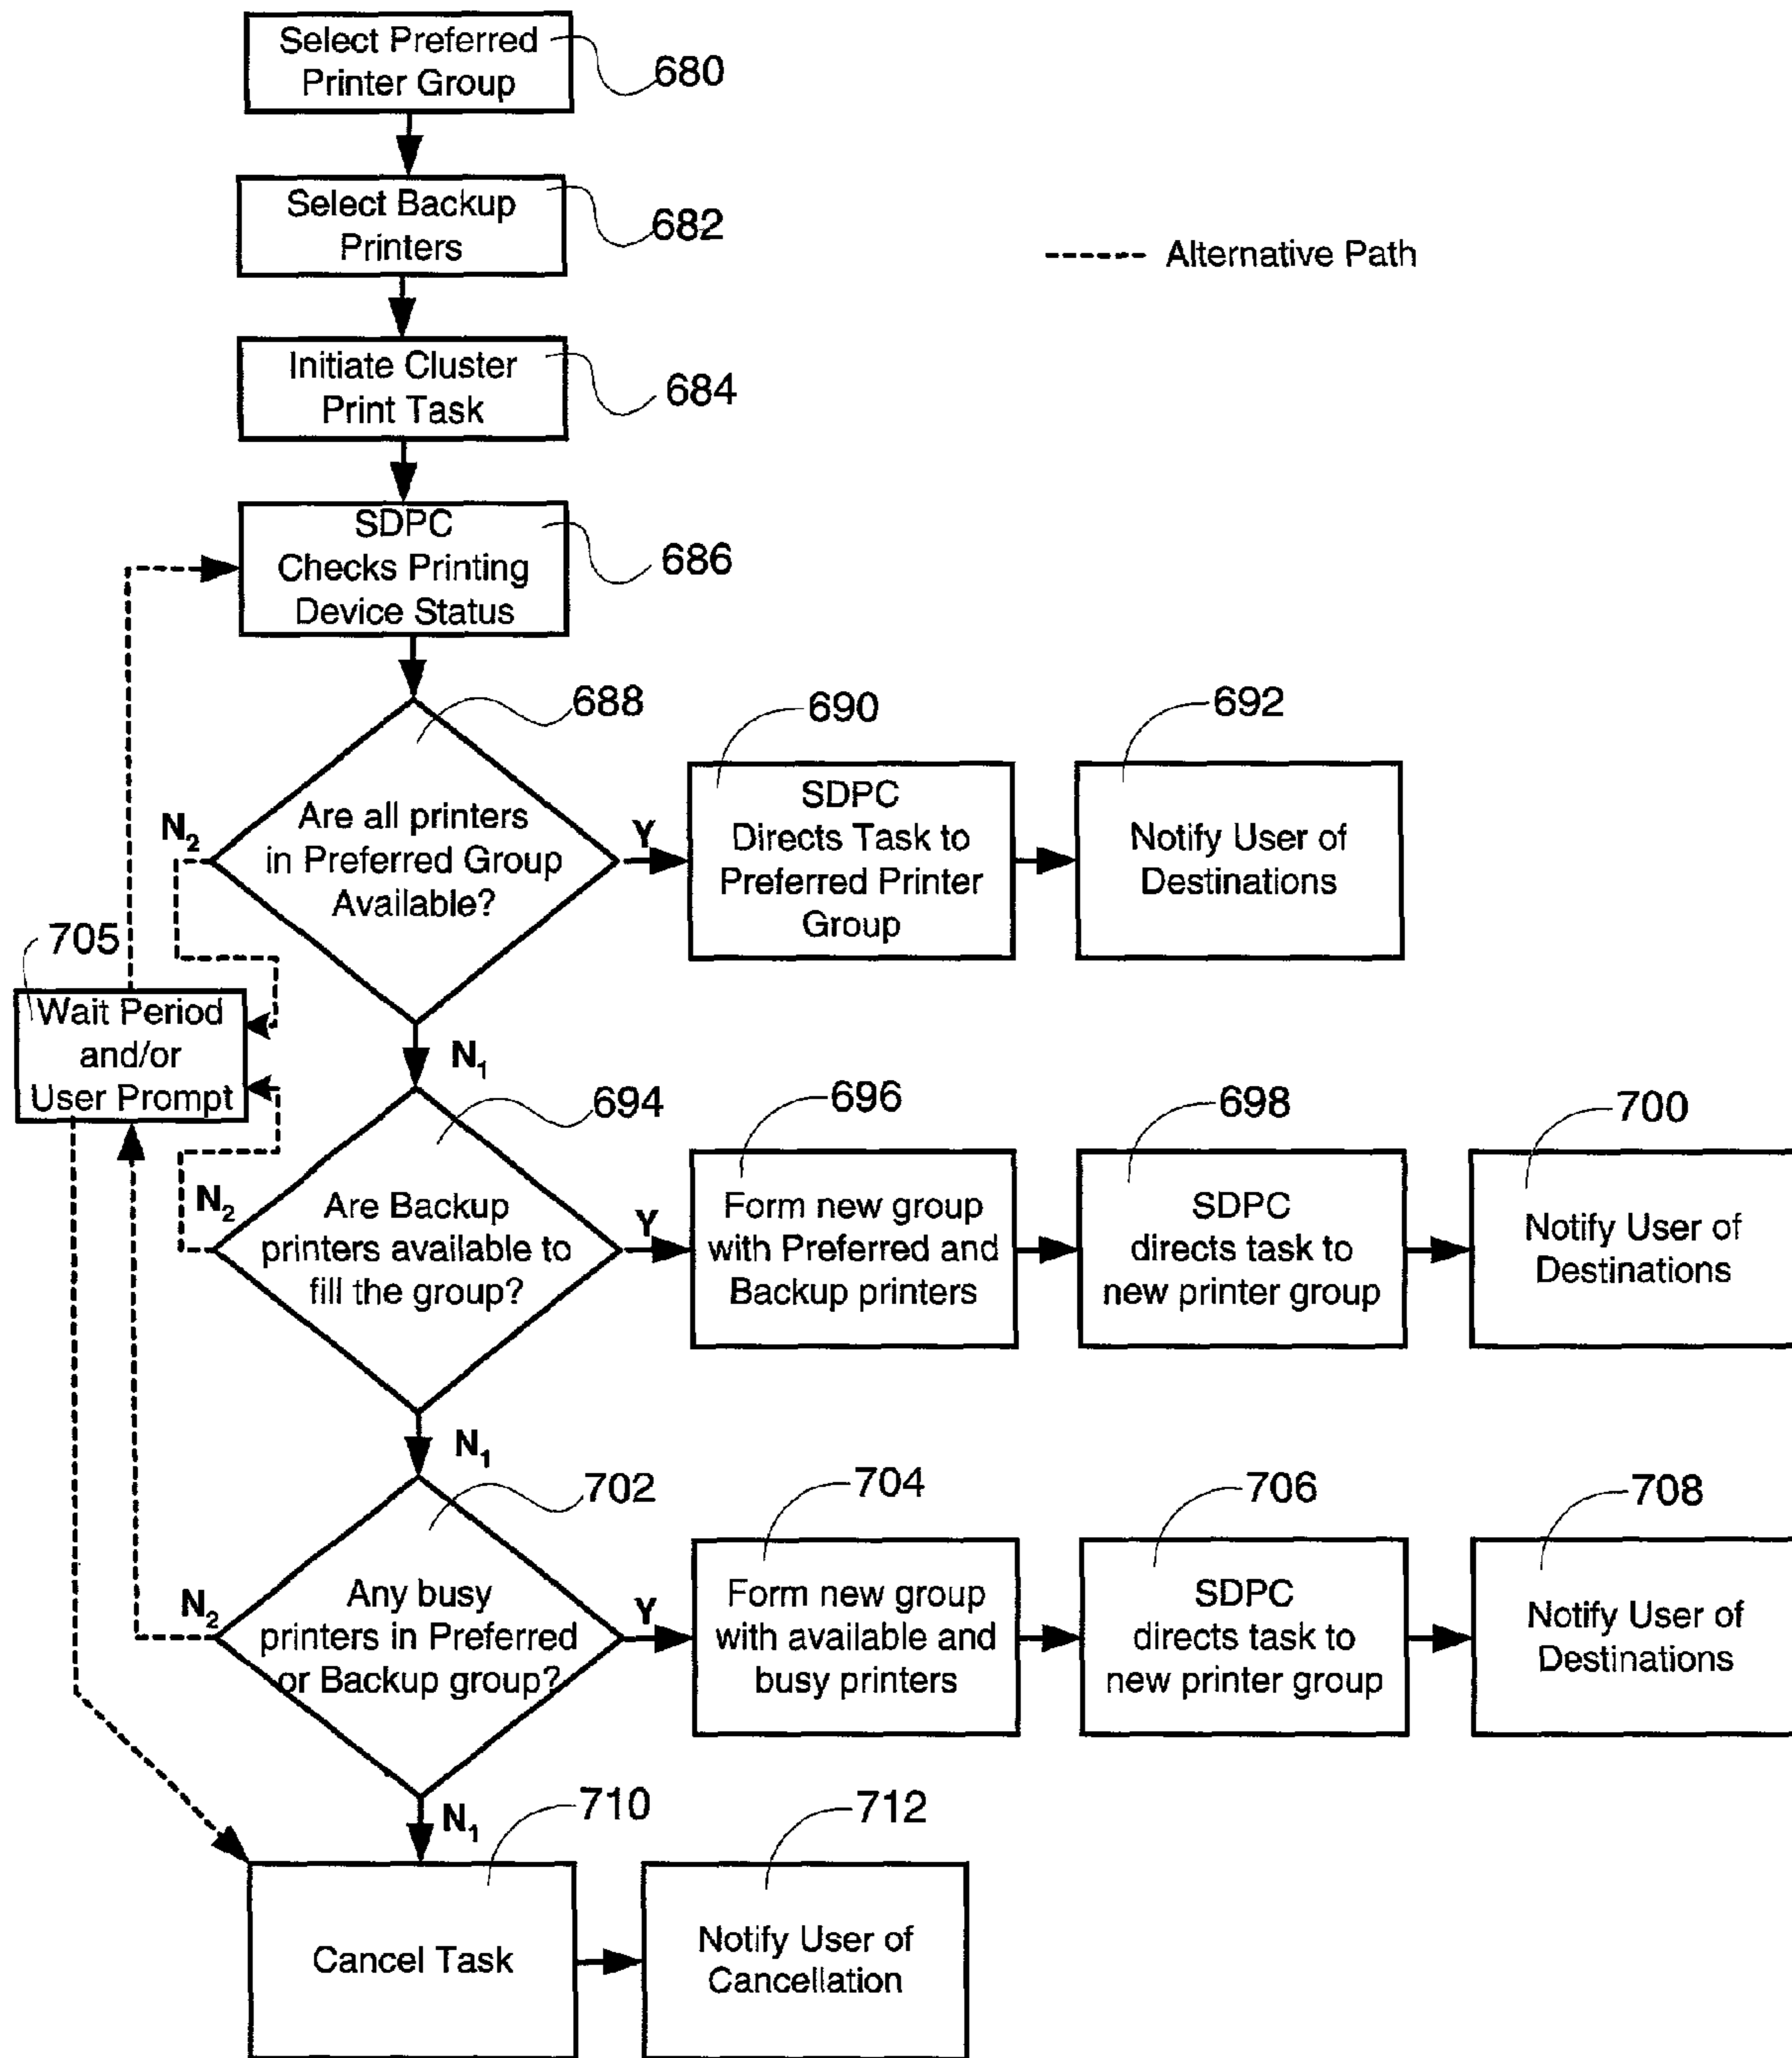 Select Preferred
Printer Group
680
Select Backup
Printers
682
---- Alternative Path
Initiate Cluster
Print Task
684
SDPC
Checks Printing
Device Status
686
688
690
692
Are all printers
in Preferred Group
Available?
N₂
Y
SDPC
Directs Task to
Preferred Printer
Group
Notify User of
Destinations
705
Wait Period
and/or
User Prompt
N₁
694
696
698
700
Are Backup
printers available to
fill the group?
N₂
Y
Form new group
with Preferred and
Backup printers
SDPC
directs task to
new printer group
Notify User of
Destinations
N₁
702
704
706
708
Any busy
printers in Preferred
or Backup group?
N₂
Y
Form new group
with available and
busy printers
SDPC
directs task to
new printer group
Notify User of
Destinations
N₁
710
712
Cancel Task
Notify User of
Cancellation